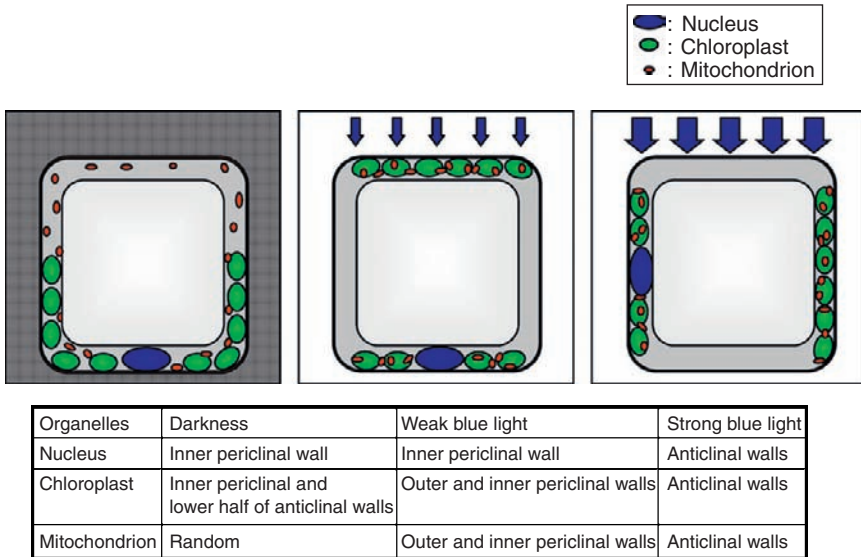 : Nucleus
: Chloroplast
: Mitochondrion
Organelles Darkness Weak blue light Strong blue light
Nucleus Inner periclinal wall Inner periclinal wall Anticlinal walls
Chloroplast Inner periclinal and Outer and inner periclinal walls Anticlinal walls
lower half of anticlinal walls
Mitochondrion Random Outer and inner periclinal walls Anticlinal walls